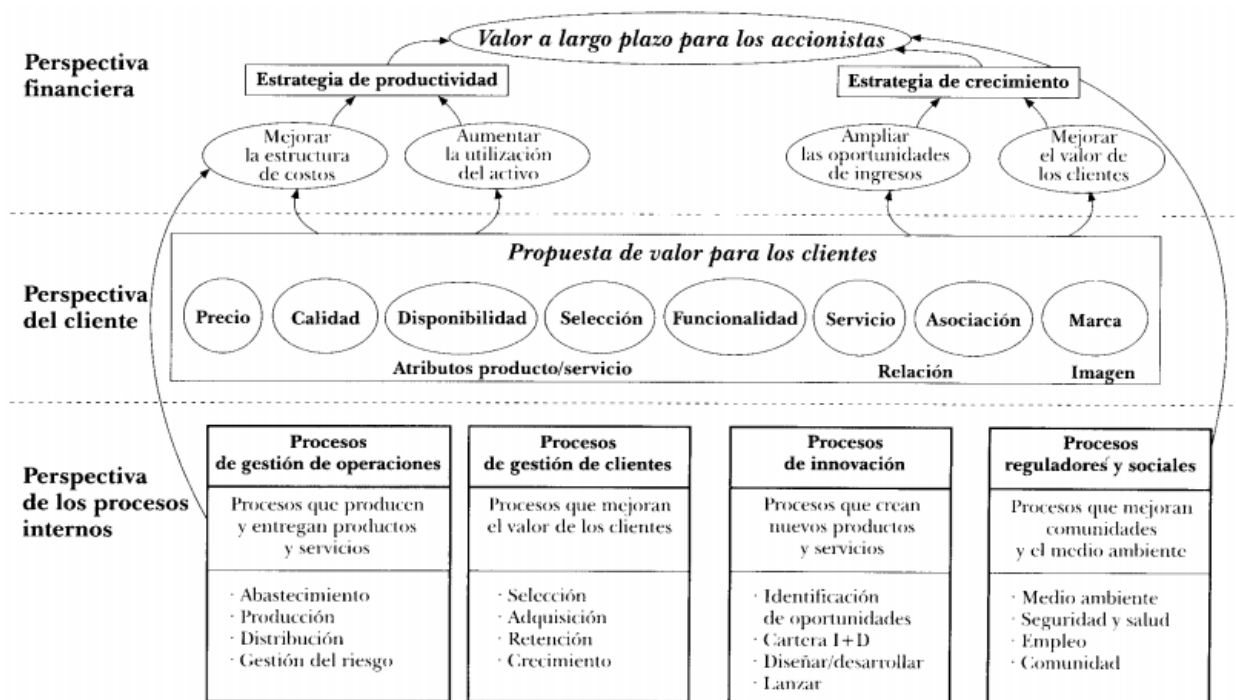 Valor a largo plazo para los accionistas
Perspectiva
financiera
Estrategia de productividad
Estrategia de crecimiento
Mejorar
la estructura
de costos
Aumentar
la utilización
del activo
Ampliar
las oportunidades
de ingresos
Mejorar
el valor de
los clientes
Propuesta de valor para los clientes
Perspectiva
del cliente
Precio
Calidad
Disponibilidad
Selección
Funcionalidad
Servicio
Asociación
Marca
Atributos producto/servicio
Relación
Imagen
Perspectiva
de los procesos
internos
Procesos
de gestión de operaciones
Procesos que producen
y entregan productos
y servicios
· Abastecimiento
· Producción
· Distribución
· Gestión del riesgo
Procesos
de gestión de clientes
Procesos que mejoran
el valor de los clientes
· Selección
· Adquisición
· Retención
· Crecimiento
Procesos
de innovación
Procesos que crean
nuevos productos
y servicios
· Identificación
de oportunidades
· Cartera I+D
· Diseñar/desarrollar
· Lanzar
Procesos
reguladores y sociales
Procesos que mejoran
comunidades
y el medio ambiente
· Medio ambiente
· Seguridad y salud
· Empleo
· Comunidad